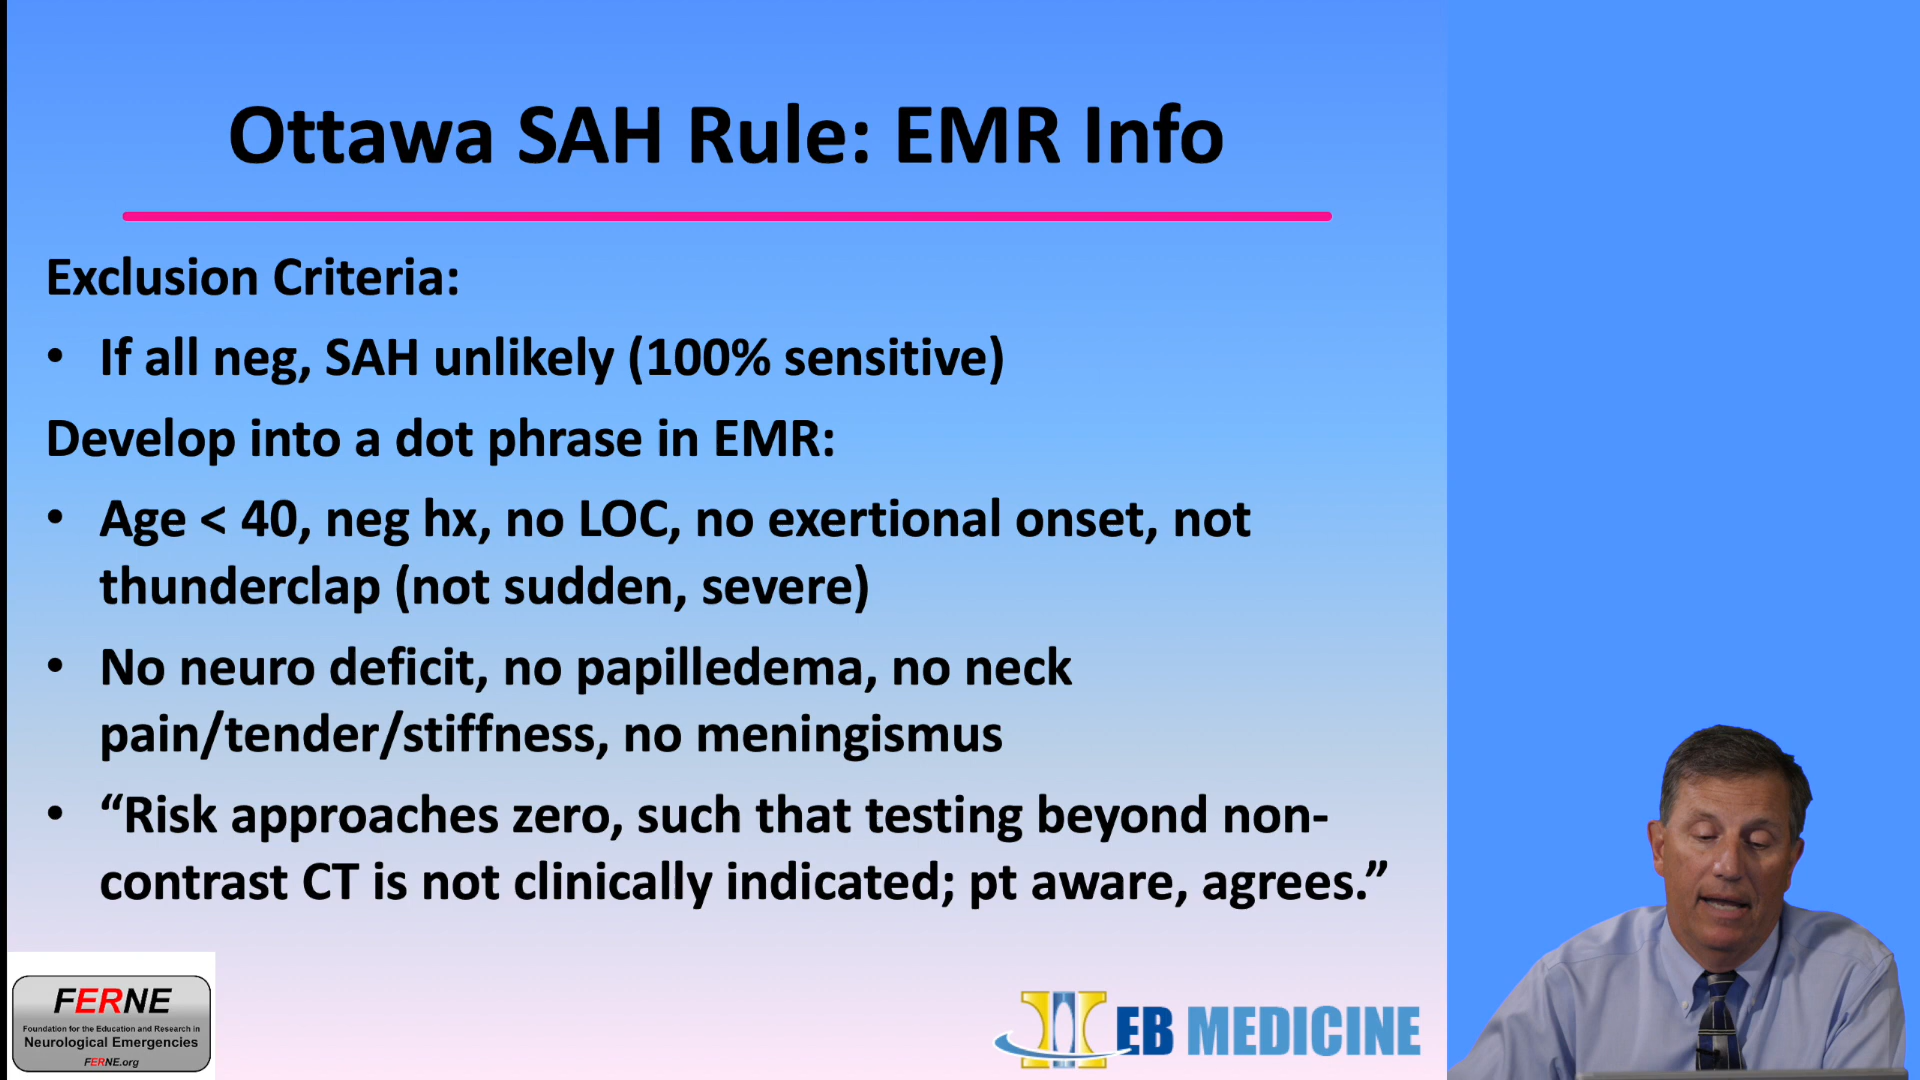 Ottawa SAH Rule: EMR Info
Exclusion Criteria:
• If all neg, SAH unlikely (100% sensitive)
Develop into a dot phrase in EMR:
• Age < 40, neg hx, no LOC, no exertional onset, not
thunderclap (not sudden, severe)
• No neuro deficit, no papilledema, no neck
pain/tender/stiffness, no meningismus
• “Risk approaches zero, such that testing beyond non-
contrast CT is not clinically indicated; pt aware, agrees.”
FERNE
Foundation for the Education and Research in
Neurological Emergencies
FERNE.org
EB MEDICINE